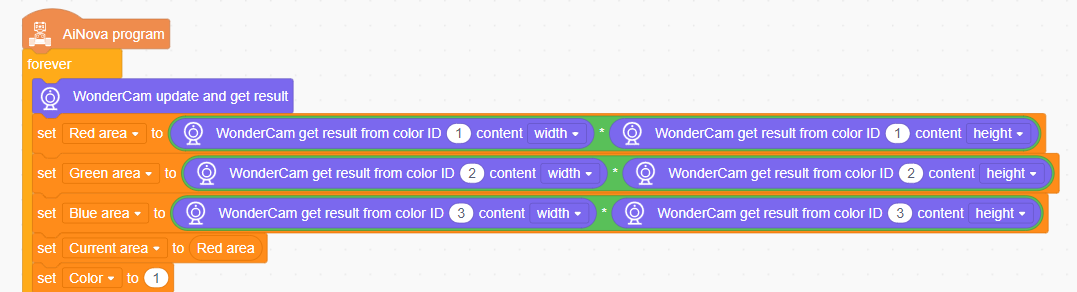 AiNova program
forever
WonderCam update and get result
set Red area to WonderCam get result from color ID 1 content width * WonderCam get result from color ID 1 content height
set Green area to WonderCam get result from color ID 2 content width * WonderCam get result from color ID 2 content height
set Blue area to WonderCam get result from color ID 3 content width * WonderCam get result from color ID 3 content height
set Current area to Red area
set Color to 1